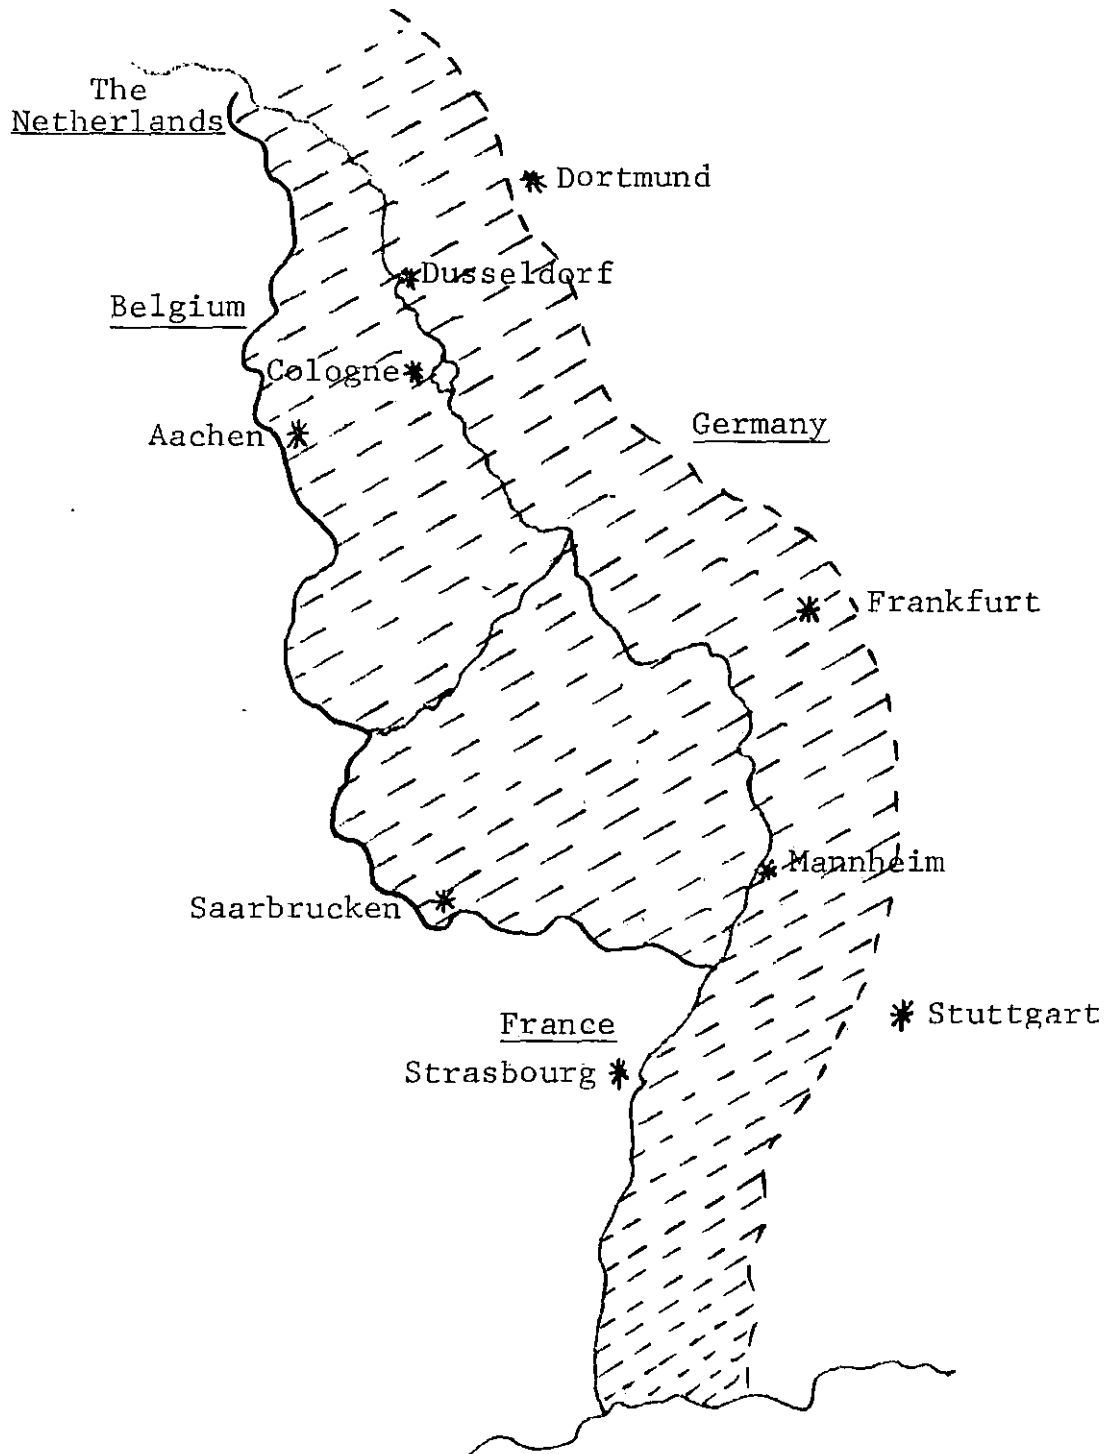 The
Netherlands
Dortmund
Dusseldorf
Belgium
Cologne
Germany
Aachen
Frankfurt
Mannheim
Saarbrucken
Stuttgart
France
Strasbourg